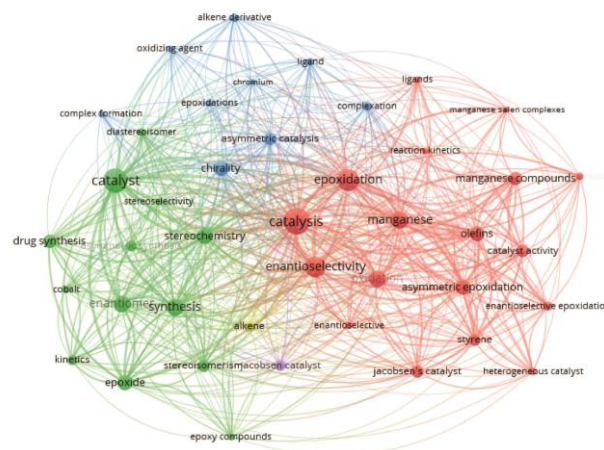 alkene derivative
oxidizing agent
ligand
chromium
ligands
complex formation
epoxidations
complexation
manganese salen complexes
diastereoisomer
asymmetric catalysis
reaction kinetics
chirality
catalyst
epoxidation
manganese compounds
stereoselectivity
catalysis
manganese
drug synthesis
stereochemistry
olefins
catalyst activity
enantioselectivity
cobalt
asymmetric epoxidation
enantiomer
synthesis
enantioselective epoxidation
alkene
enantioselective
styrene
kinetics
stereoisomerism
jacobsen catalyst
jacobsen's catalyst
heterogeneous catalyst
epoxide
epoxy compounds